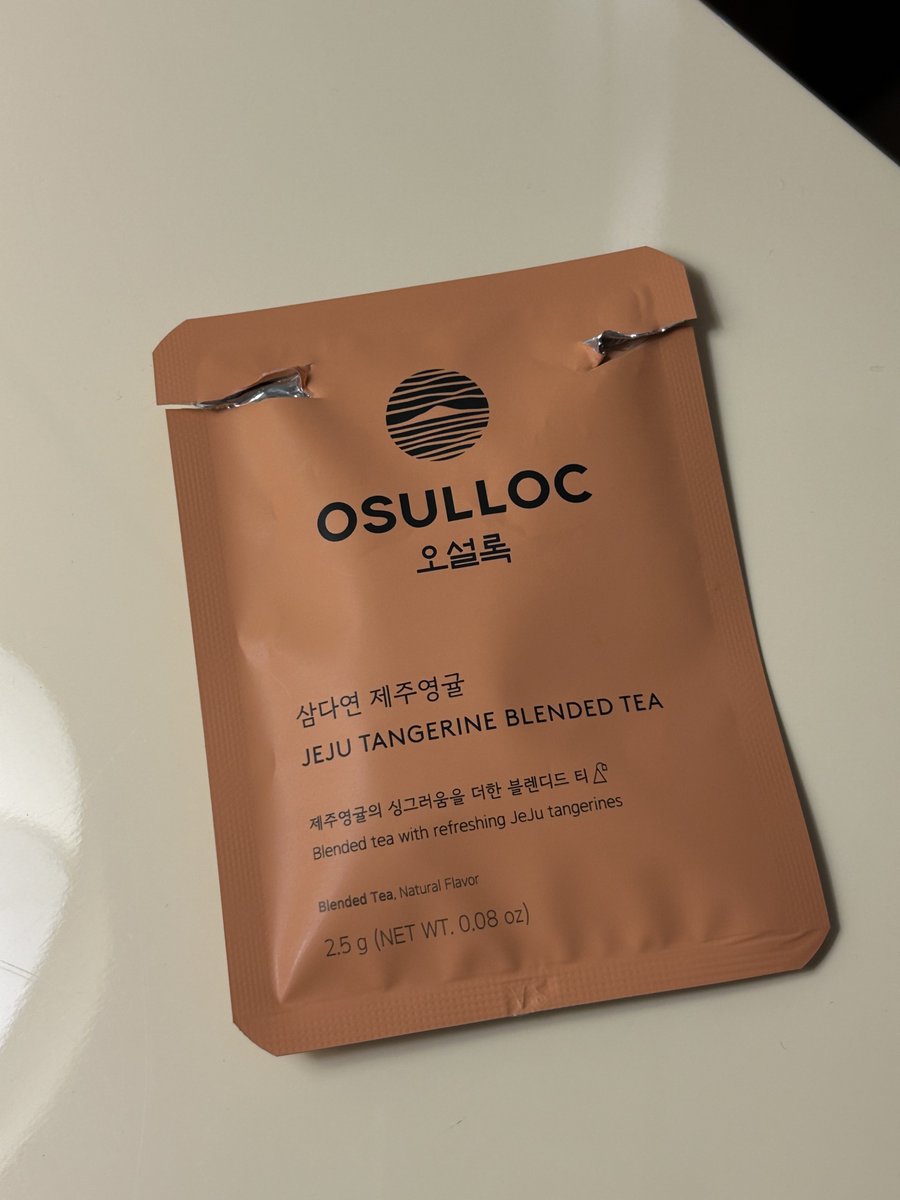 OSULLOC
오설록
삼다연 제주영귤
JEJU TANGERINE BLENDED TEA
제주영귤의 싱그러움을 더한 블렌디드 티
Blended tea with refreshing JeJu tangerines
Blended Tea, Natural Flavor
2.5 g (NET WT. 0.08 oz)